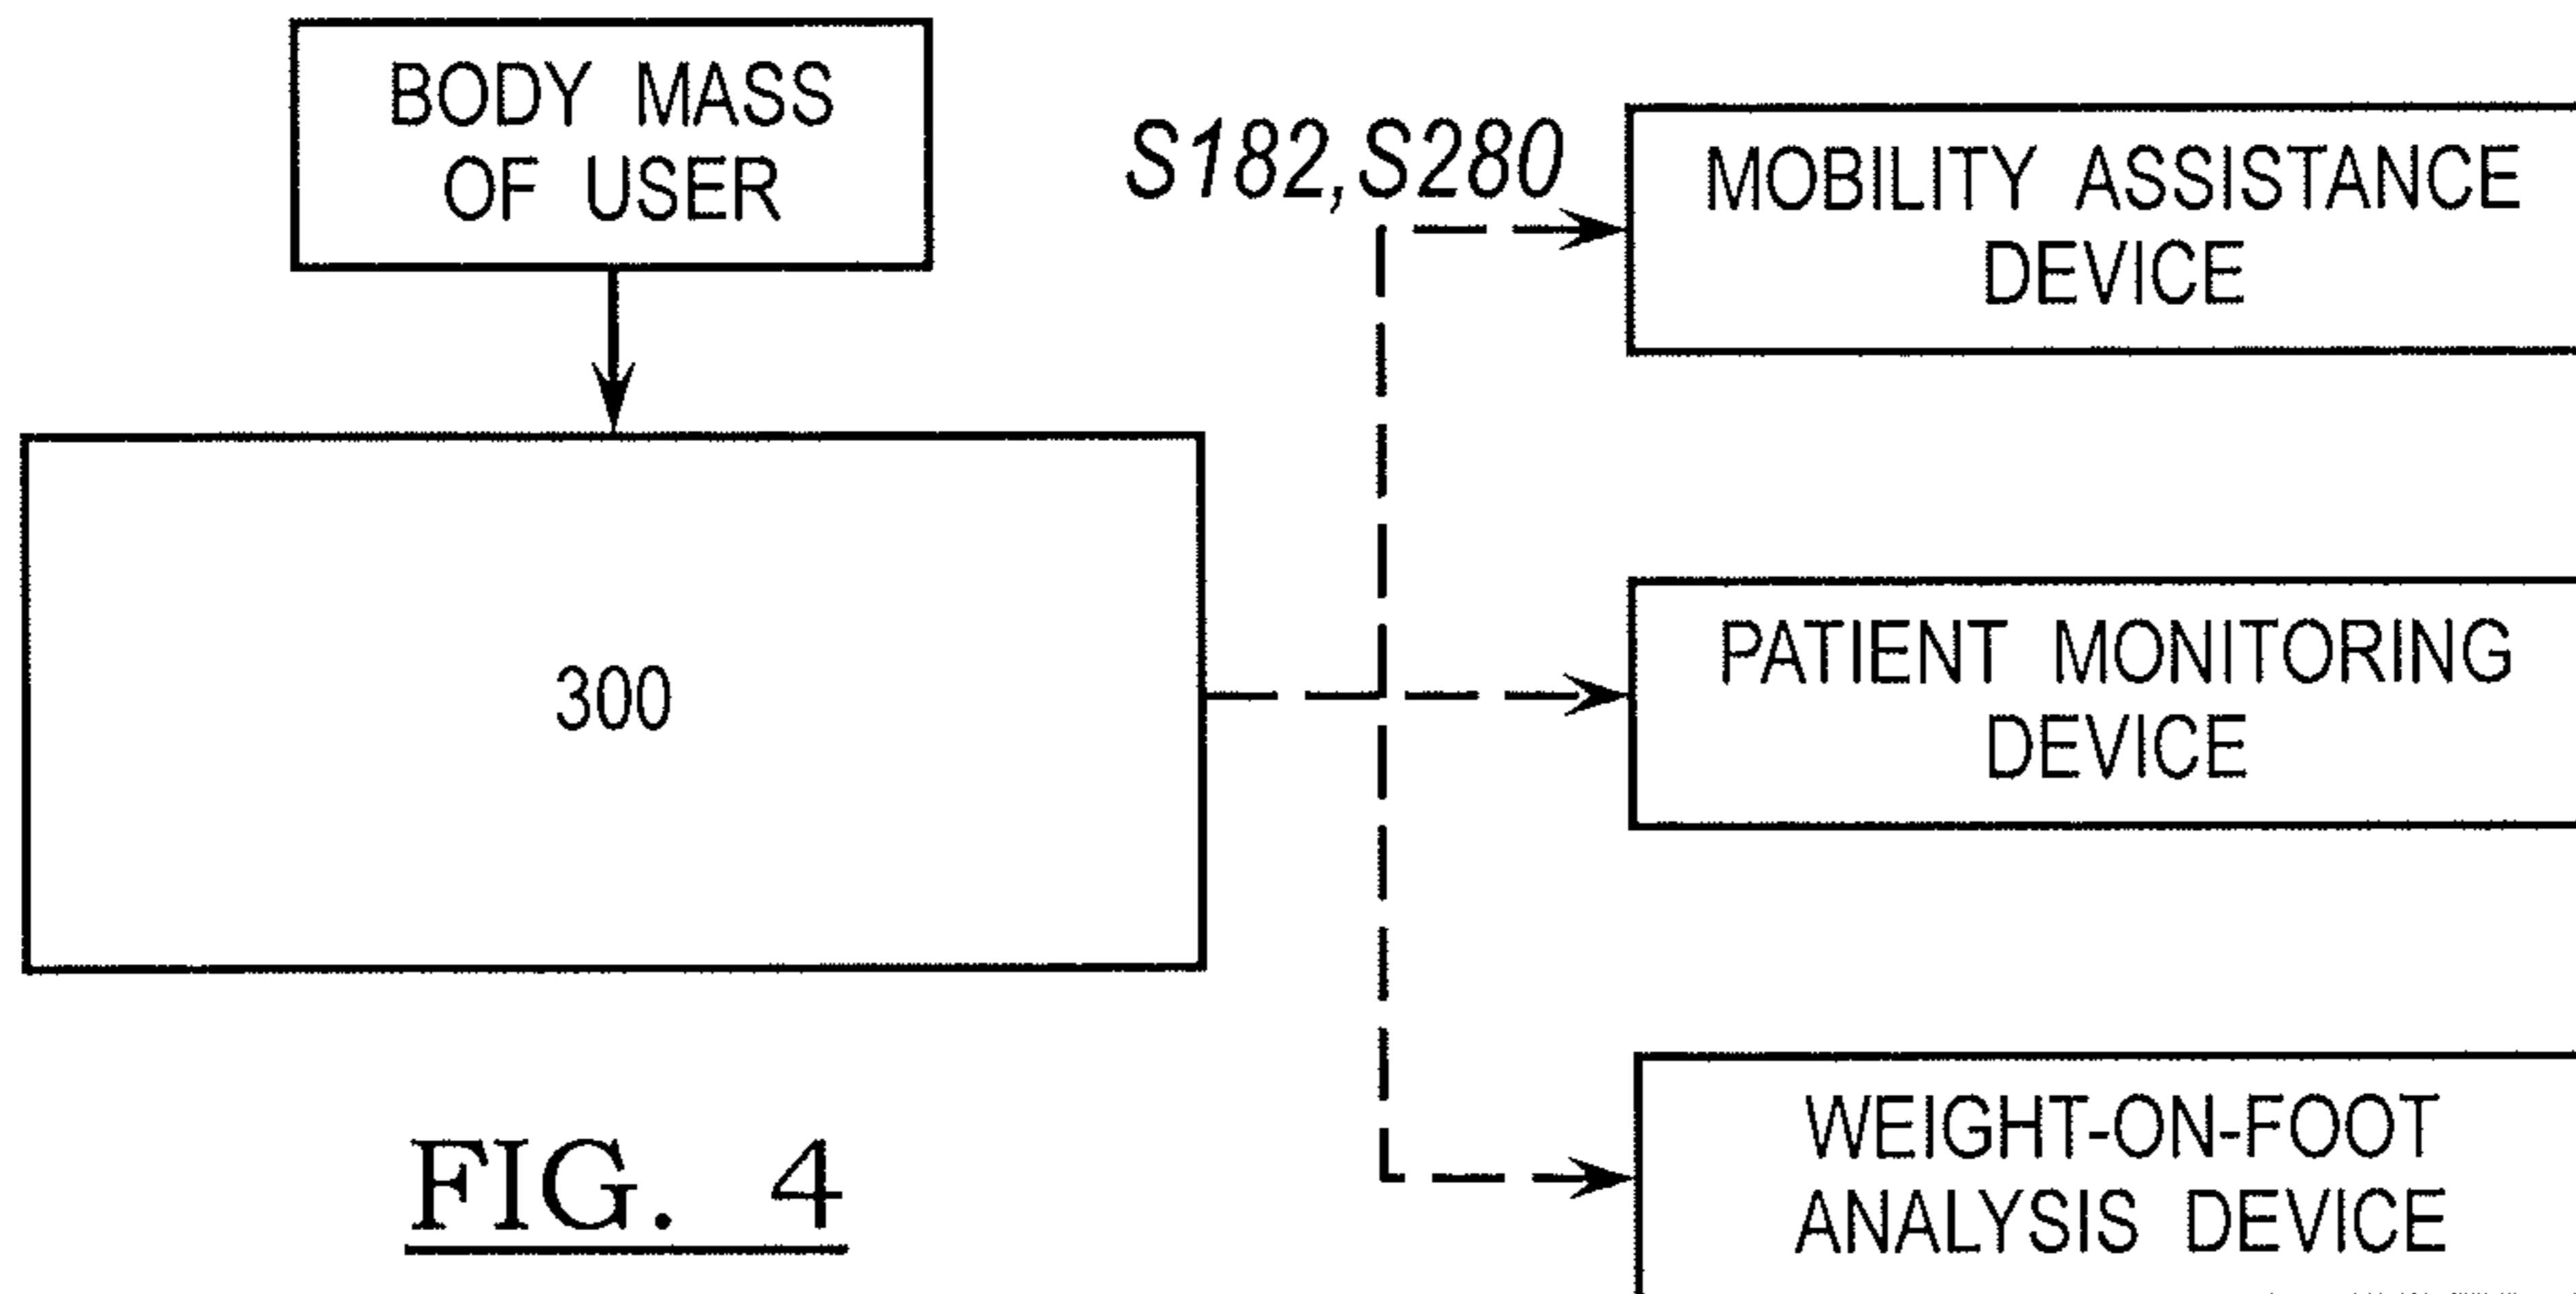 BODY MASS
OF USER
S182,S280
MOBILITY ASSISTANCE
DEVICE
300
PATIENT MONITORING
DEVICE
WEIGHT-ON-FOOT
ANALYSIS DEVICE
FIG. 4